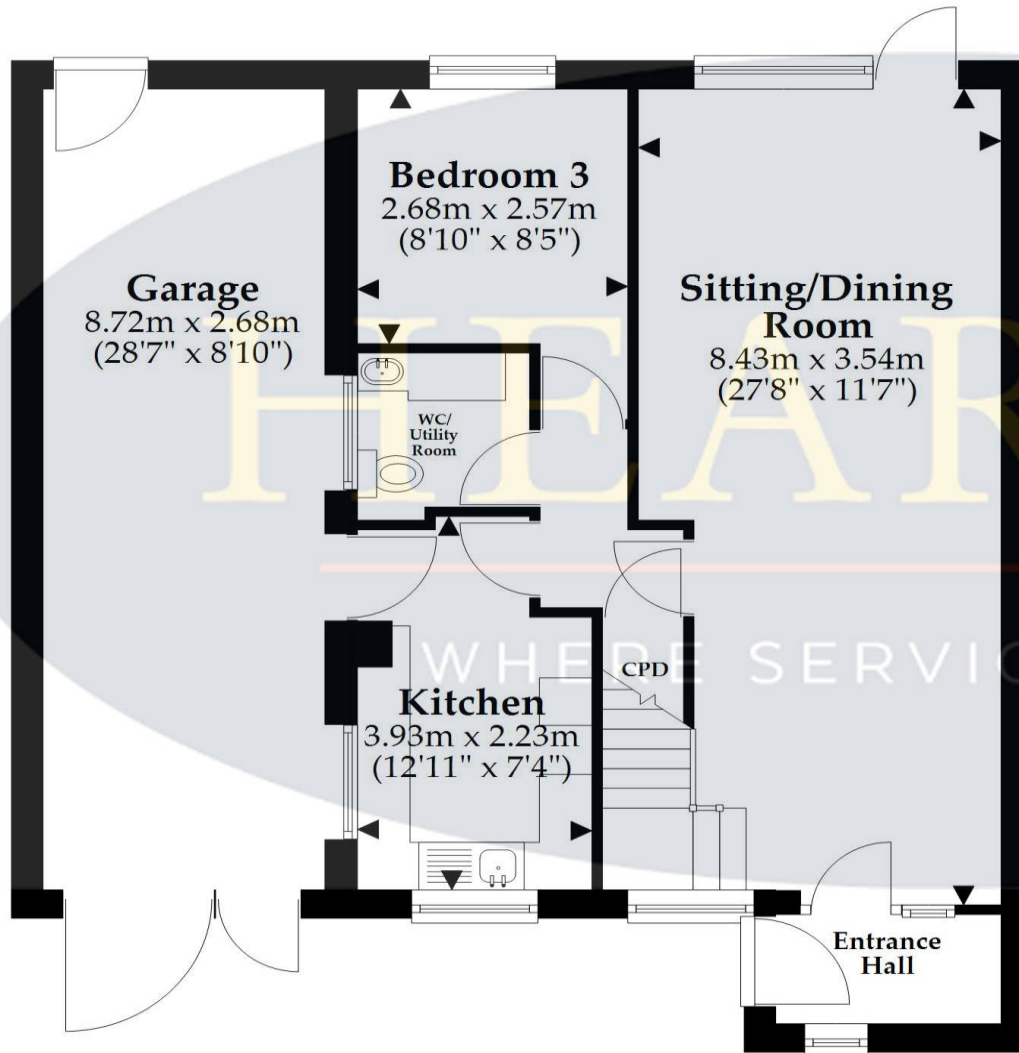 Bedroom 3
2.68m x 2.57m
(8'10" x 8'5")
Garage
8.72m x 2.68m
(28'7" x 8'10")
Sitting/Dining
Room
8.43m x 3.54m
(27'8" x 11'7")
WC/
Utility
Room
HEAR
WHERE SERVIC
CPD
Kitchen
3.93m x 2.23m
(12'11" x 7'4")
Entrance
Hall